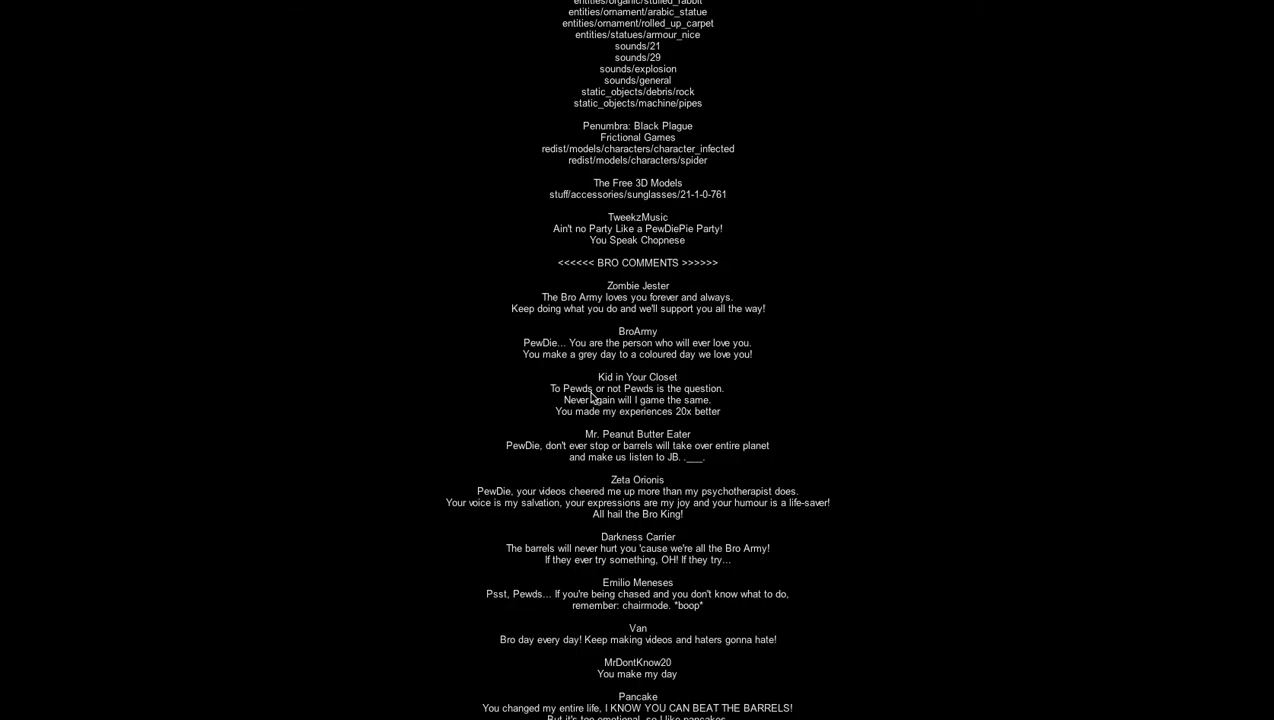 entities/organic/stuffed_rabbit
entities/ornament/arabic_statue
entities/ornament/rolled_up_carpet
entities/statues/armour_nice
sounds/21
sounds/29
sounds/explosion
sounds/general
static_objects/debris/rock
static_objects/machine/pipes
Penumbra: Black Plague
Frictional Games
redist/models/characters/character_infected
redist/models/characters/spider
The Free 3D Models
stuff/accessories/sunglasses/21-1-0-761
TweekzMusic
Ain't no Party Like a PewDiePie Party!
You Speak Chopnese
<<<<<< BRO COMMENTS >>>>>>
Zombie Jester
The Bro Army loves you forever and always.
Keep doing what you do and we'll support you all the way!
BroArmy
PewDie... You are the person who will ever love you.
You make a grey day to a coloured day we love you!
Kid in Your Closet
To Pewds or not Pewds is the question.
Never again will I game the same.
You made my experiences 20x better
Mr. Peanut Butter Eater
PewDie, don't ever stop or barrels will take over entire planet
and make us listen to JB. .___.
Zeta Orionis
PewDie, your videos cheered me up more than my psychotherapist does.
Your voice is my salvation, your expressions are my joy and your humour is a life-saver!
All hail the Bro King!
Darkness Carrier
The barrels will never hurt you 'cause we're all the Bro Army!
If they ever try something, OH! If they try...
Emilio Meneses
Psst, Pewds... If you're being chased and you don't know what to do,
remember: chairmode. *boop*
Van
Bro day every day! Keep making videos and haters gonna hate!
MrDontKnow20
You make my day
Pancake
You changed my entire life, I KNOW YOU CAN BEAT THE BARRELS!
But it's too emotional, so I like pancakes